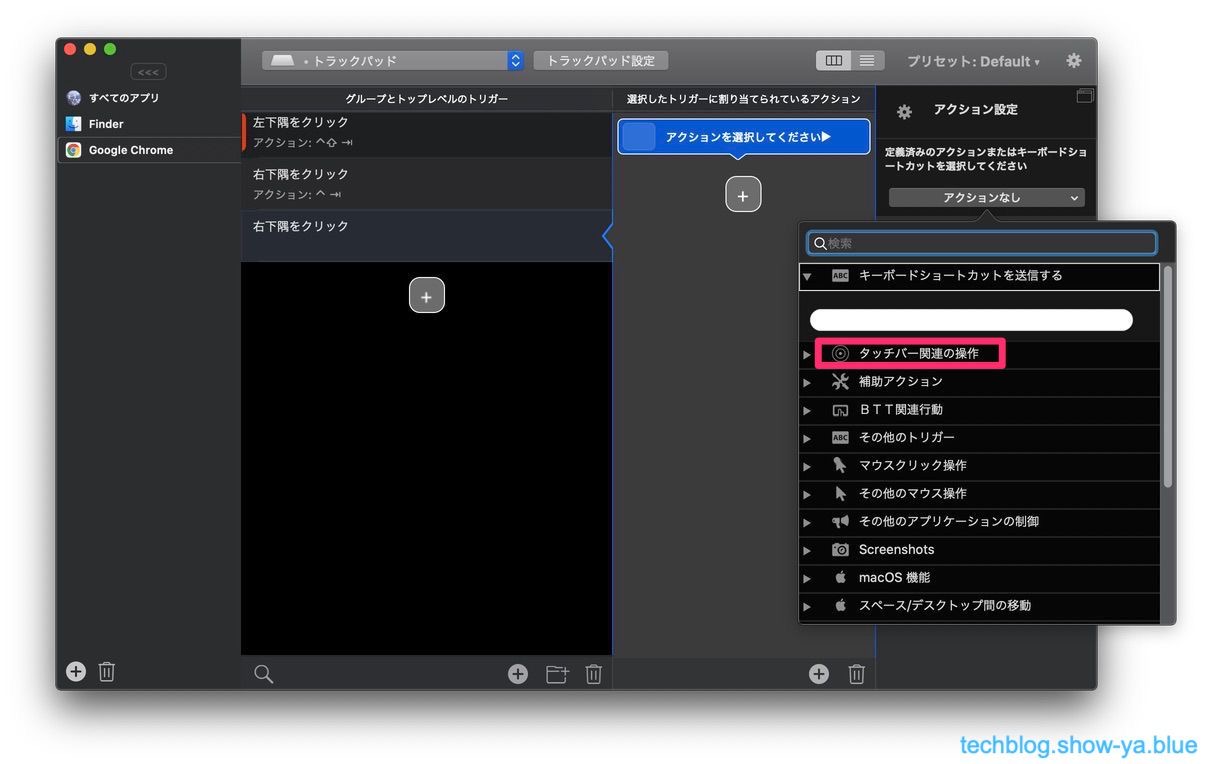 <<<
• トラックパッド
トラックパッド設定
プリセット: Default ▾
すべてのアプリ
Finder
Google Chrome
グループとトップレベルのトリガー
左下隅をクリック
アクション: ^⇧ ⇥
右下隅をクリック
アクション: ^ ⇥
右下隅をクリック
選択したトリガーに割り当てられているアクション
アクションを選択してください▶
アクション設定
定義済みのアクションまたはキーボードショ
ートカットを選択してください
アクションなし
検索
キーボードショートカットを送信する
タッチバー関連の操作
補助アクション
ＢＴＴ関連行動
その他のトリガー
マウスクリック操作
その他のマウス操作
その他のアプリケーションの制御
Screenshots
macOS 機能
スペース/デスクトップ間の移動
techblog.show-ya.blue